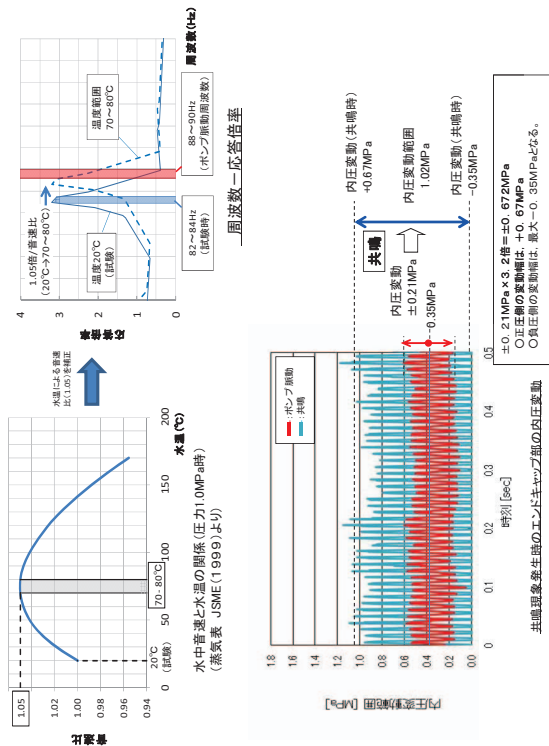 音速比
1.05
1.02
1.00
0.98
0.96
0.94
0
50
100
150
200
20℃
(試験)
70-80℃
水温(℃)
水中音速と水温の関係(圧力1.0MPa時)
(蒸気表 JSME(1999)より)
水温による音速
比(1.05)を補正
応答倍率
4
3
2
1
0
1.05倍/音速比
(20℃→70～80℃)
温度20℃
(試験)
温度範囲
70～80℃
82～84Hz
(試験時)
88～90Hz
(ポンプ脈動周波数)
周波数(Hz)
周波数－応答倍率
内圧変動範囲 [MPa]
1.8
1.6
1.4
1.2
1.0
0.8
0.6
0.4
0.2
0.0
0
0.1
0.2
0.3
0.4
0.5
時刻 [sec]
:ポンプ脈動
:共鳴
共鳴現象発生時のエンドキャップ部の内圧変動
内圧変動
±0.21MPa
0.35MPa
共鳴
内圧変動(共鳴時)
+0.67MPa
内圧変動範囲
1.02MPa
内圧変動(共鳴時)
-0.35MPa
±0.21MPa×3.2倍=±0.672MPa
○正圧側の変動幅は、+0.67MPa
○負圧側の変動幅は、最大-0.35MPaとなる。